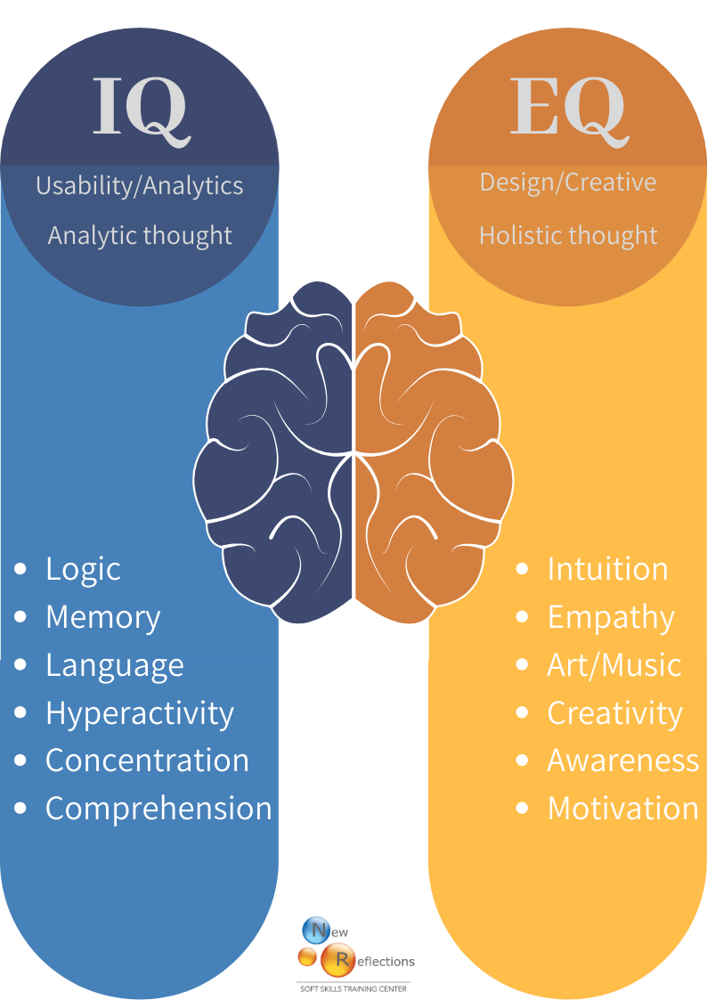 IQ
Usability/Analytics
Analytic thought
Logic
Memory
Language
Hyperactivity
Concentration
Comprehension
EQ
Design/Creative
Holistic thought
Intuition
Empathy
Art/Music
Creativity
Awareness
Motivation
New
Reflections
SOFT SKILLS TRAINING CENTER